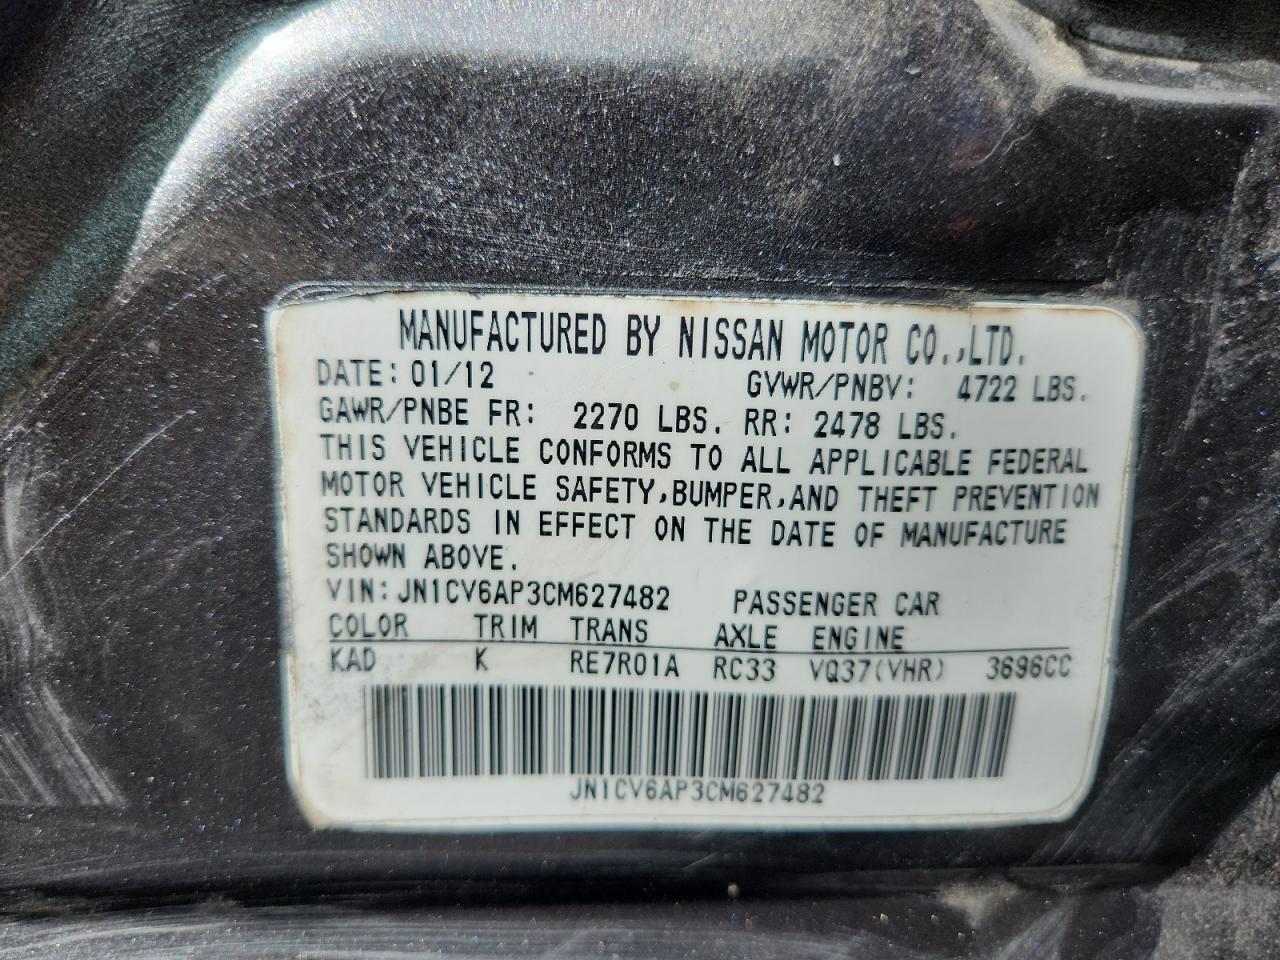 MANUFACTURED BY NISSAN MOTOR CO.,LTD.
DATE: 01/12 GVWR/PNBV: 4722 LBS.
GAWR/PNBE FR: 2270 LBS. RR: 2478 LBS.
THIS VEHICLE CONFORMS TO ALL APPLICABLE FEDERAL
MOTOR VEHICLE SAFETY,BUMPER,AND THEFT PREVENTION
STANDARDS IN EFFECT ON THE DATE OF MANUFACTURE
SHOWN ABOVE.
VIN:JN1CV6AP3CM627482 PASSENGER CAR
COLOR TRIM TRANS AXLE ENGINE
KAD K RE7R01A RC33 VQ37(VHR) 3696CC
JN1CV6AP3CM627482